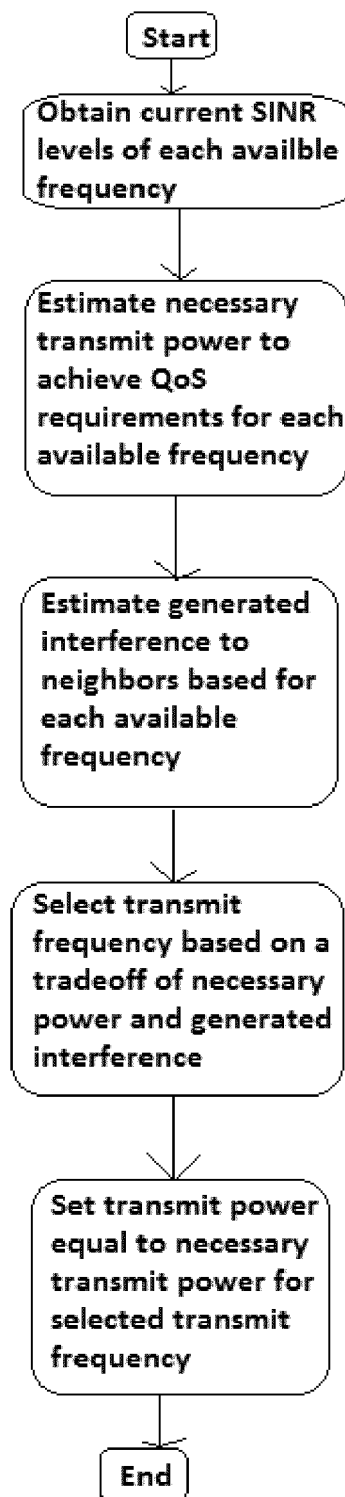 Start
Obtain current SINR
levels of each availble
frequency
Estimate necessary
transmit power to
achieve QoS
requirements for each
available frequency
Estimate generated
interference to
neighbors based for
each available
frequency
Select transmit
frequency based on a
tradeoff of necessary
power and generated
interference
Set transmit power
equal to necessary
transmit power for
selected transmit
frequency
End